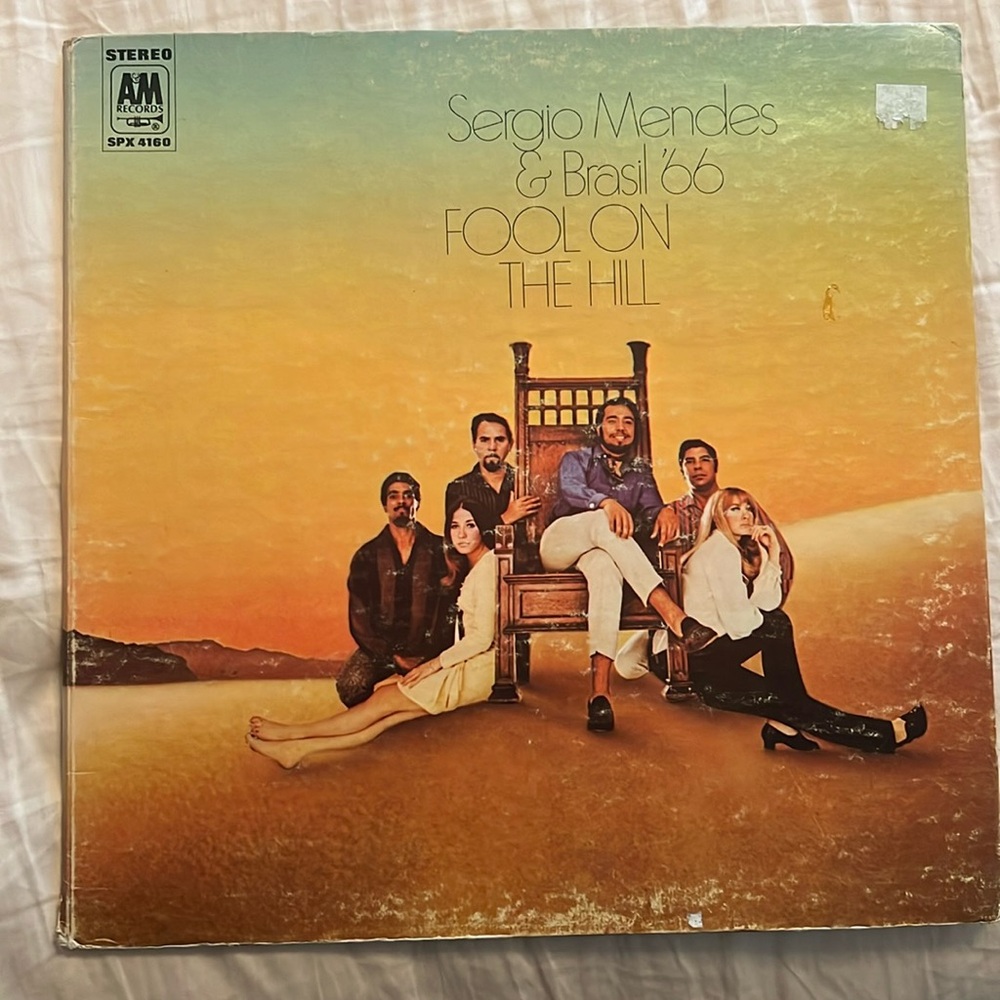 STEREO
A&M
RECORDS
®
SPX 4160
Sergio Mendes
& Brasil '66
FOOL ON
THE HILL